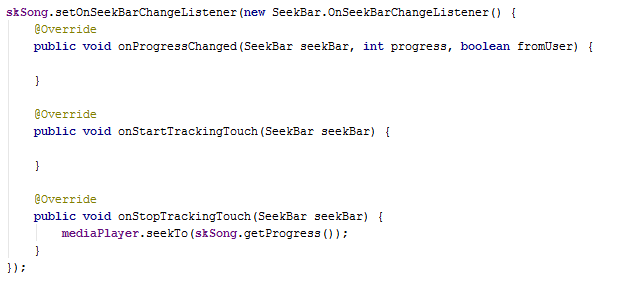 skSong.setOnSeekBarChangeListener(new SeekBar.OnSeekBarChangeListener() {
    @Override
    public void onProgressChanged(SeekBar seekBar, int progress, boolean fromUser) {
    }
    @Override
    public void onStartTrackingTouch(SeekBar seekBar) {
    }
    @Override
    public void onStopTrackingTouch(SeekBar seekBar) {
        mediaPlayer.seekTo(skSong.getProgress());
    }
});